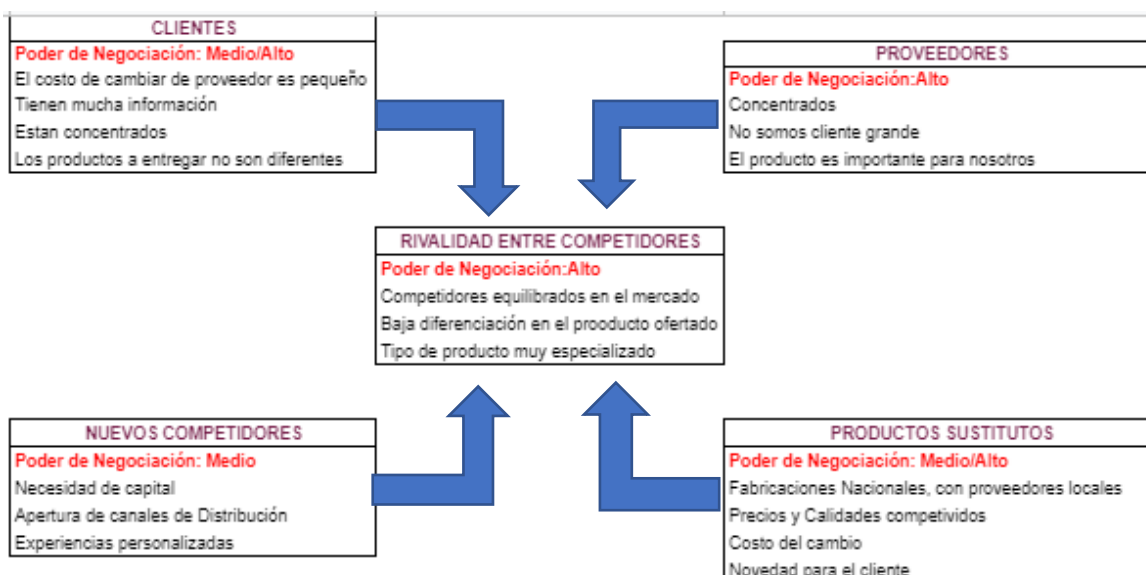 CLIENTES
Poder de Negociación: Medio/Alto
El costo de cambiar de proveedor es pequeño
Tienen mucha información
Estan concentrados
Los productos a entregar no son diferentes
PROVEEDORES
Poder de Negociación:Alto
Concentrados
No somos cliente grande
El producto es importante para nosotros
RIVALIDAD ENTRE COMPETIDORES
Poder de Negociación:Alto
Competidores equilibrados en el mercado
Baja diferenciación en el prooducto ofertado
Tipo de producto muy especializado
NUEVOS COMPETIDORES
Poder de Negociación: Medio
Necesidad de capital
Apertura de canales de Distribución
Experiencias personalizadas
PRODUCTOS SUSTITUTOS
Poder de Negociación: Medio/Alto
Fabricaciones Nacionales, con proveedores locales
Precios y Calidades competividos
Costo del cambio
Novedad para el cliente